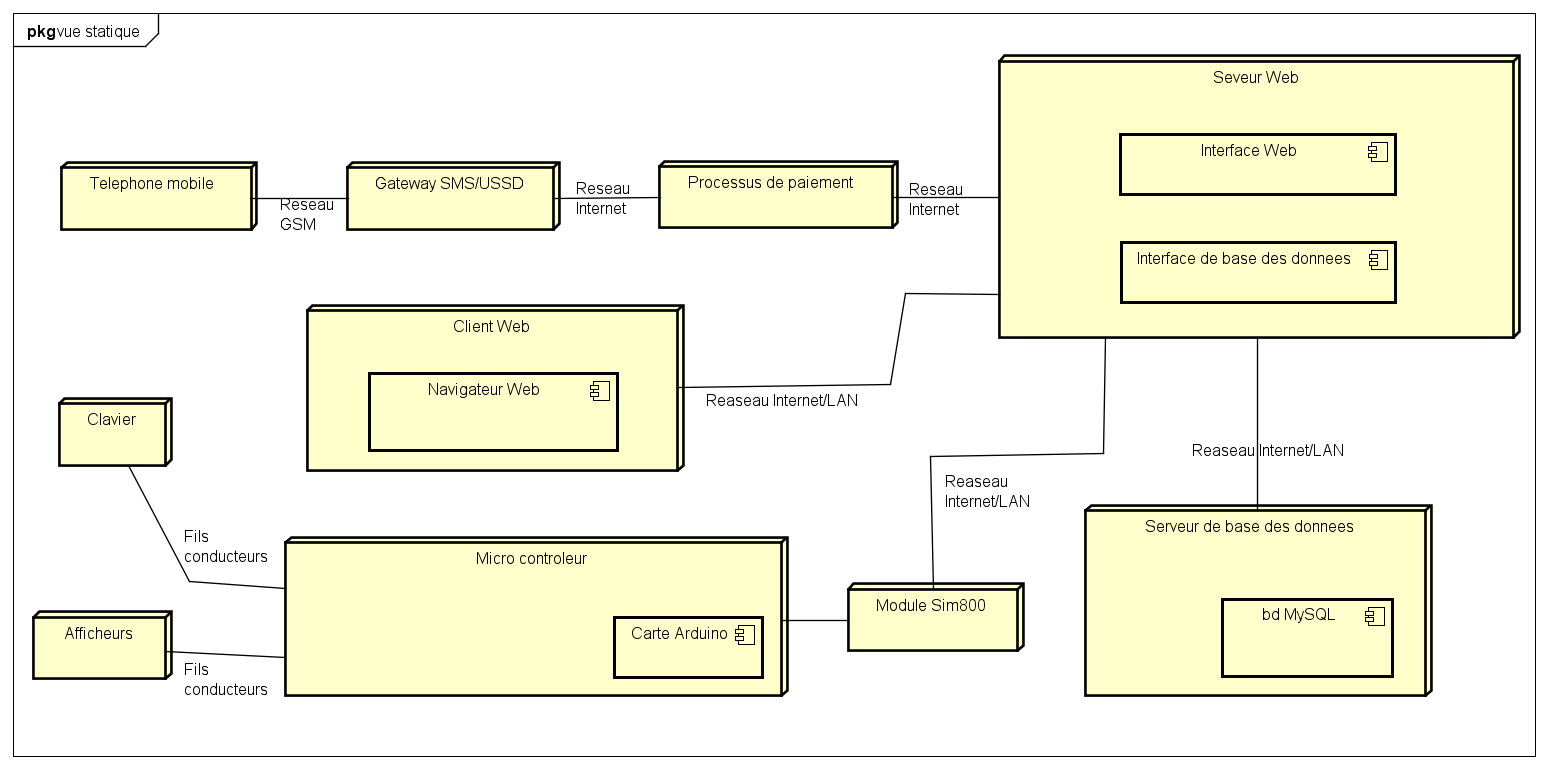 pkgvue statique
Seveur Web
Interface Web
Interface de base des donnees
Telephone mobile
Reseau
GSM
Gateway SMS/USSD
Reseau
Internet
Processus de paiement
Reseau
Internet
Client Web
Navigateur Web
Reaseau Internet/LAN
Clavier
Fils
conducteurs
Reaseau Internet/LAN
Reaseau
Internet/LAN
Micro controleur
Carte Arduino
Afficheurs
Fils
conducteurs
Module Sim800
Serveur de base des donnees
bd MySQL